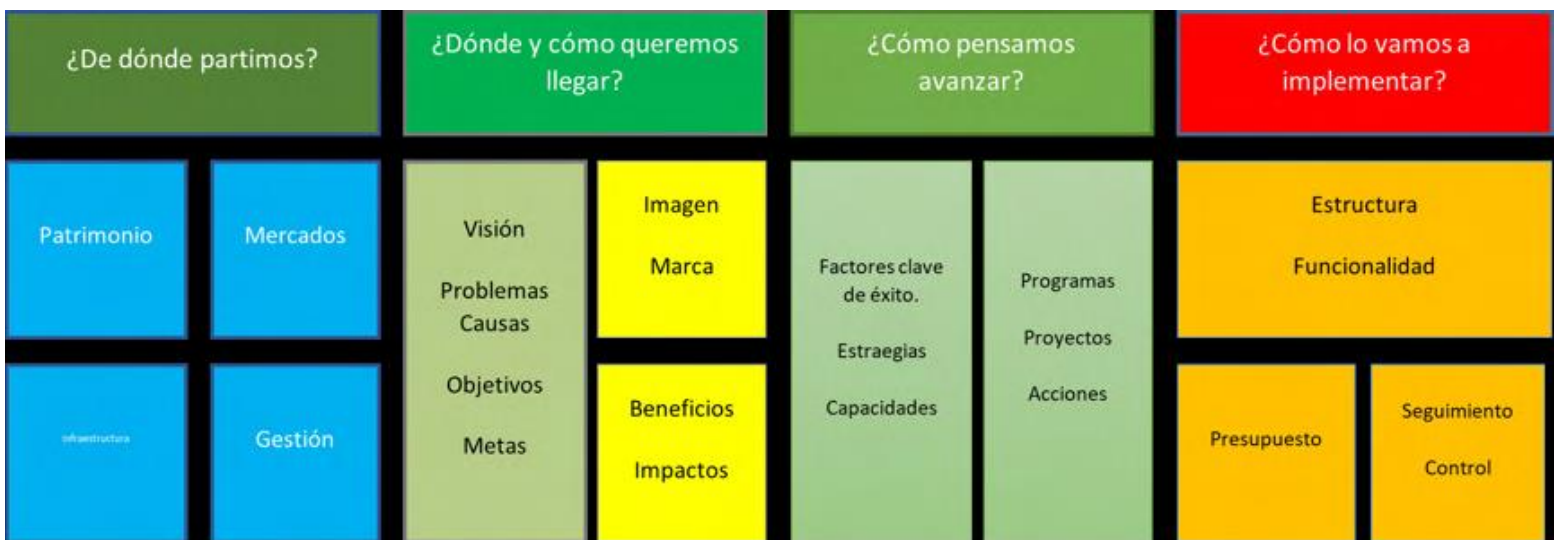 ¿De dónde partimos?
¿Dónde y cómo queremos
llegar?
¿Cómo pensamos
avanzar?
¿Cómo lo vamos a
implementar?
Patrimonio
Mercados
Infraestructura
Gestión
Visión
Problemas
Causas
Objetivos
Metas
Imagen
Marca
Beneficios
Impactos
Factores clave
de éxito.
Estraegias
Capacidades
Programas
Proyectos
Acciones
Estructura
Funcionalidad
Presupuesto
Seguimiento
Control